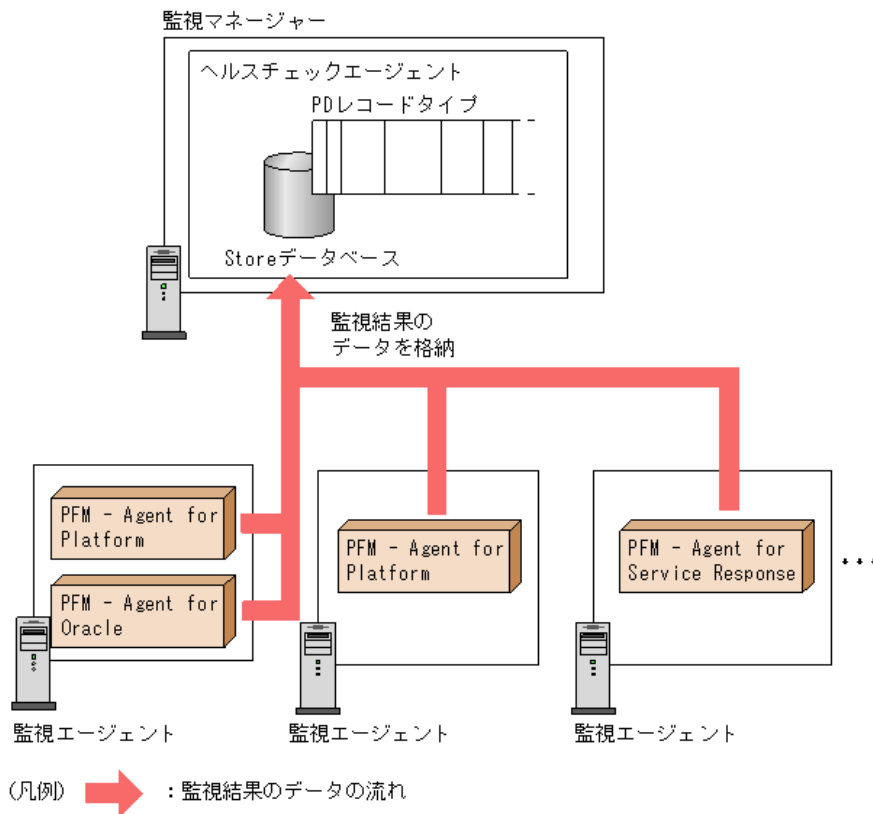 監視マネージャー
ヘルスチェックエージェント
PDレコードタイプ
Storeデータベース
監視結果の
データを格納
PFM - Agent for
Platform
PFM - Agent for
Oracle
PFM - Agent for
Platform
PFM - Agent for
Service Response
･･･
監視エージェント
監視エージェント
監視エージェント
(凡例)
：監視結果のデータの流れ